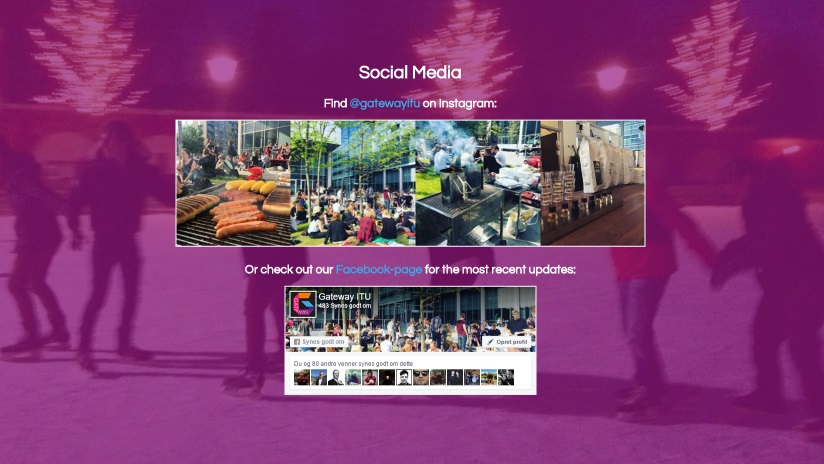 Social Media
Find @gatewayitu on Instagram:
Or check out our Facebook-page for the most recent updates:
Gateway ITU
483 Synes godt om
Synes godt om
Opret profil
Du og 80 andre venner synes godt om dette